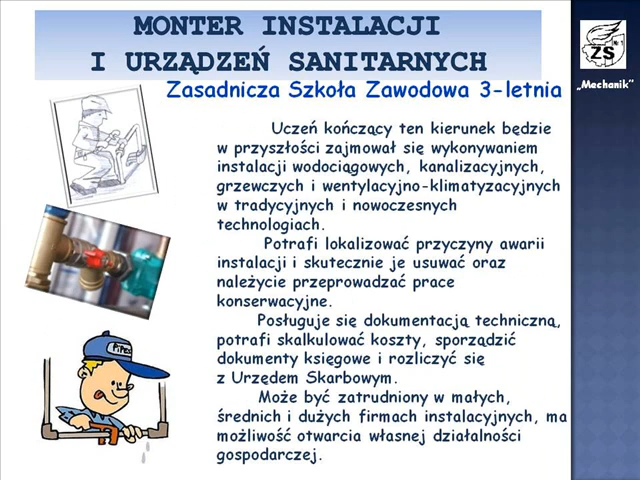 MONTER INSTALACJI
I URZĄDZEŃ SANITARNYCH
Zasadnicza Szkoła Zawodowa 3-letnia
ZS
„Mechanik”
Uczeń kończący ten kierunek będzie
w przyszłości zajmował się wykonywaniem
instalacji wodociągowych, kanalizacyjnych,
grzewczych i wentylacyjno-klimatyzacyjnych
w tradycyjnych i nowoczesnych
technologiach.
Potrafi lokalizować przyczyny awarii
instalacji i skutecznie je usuwać oraz
należycie przeprowadzać prace
konserwacyjne.
Posługuje się dokumentacją techniczną,
potrafi skalkulować koszty, sporządzić
dokumenty księgowe i rozliczyć się
z Urzędem Skarbowym.
Może być zatrudniony w małych,
średnich i dużych firmach instalacyjnych, ma
możliwość otwarcia własnej działalności
gospodarczej.
PIPES